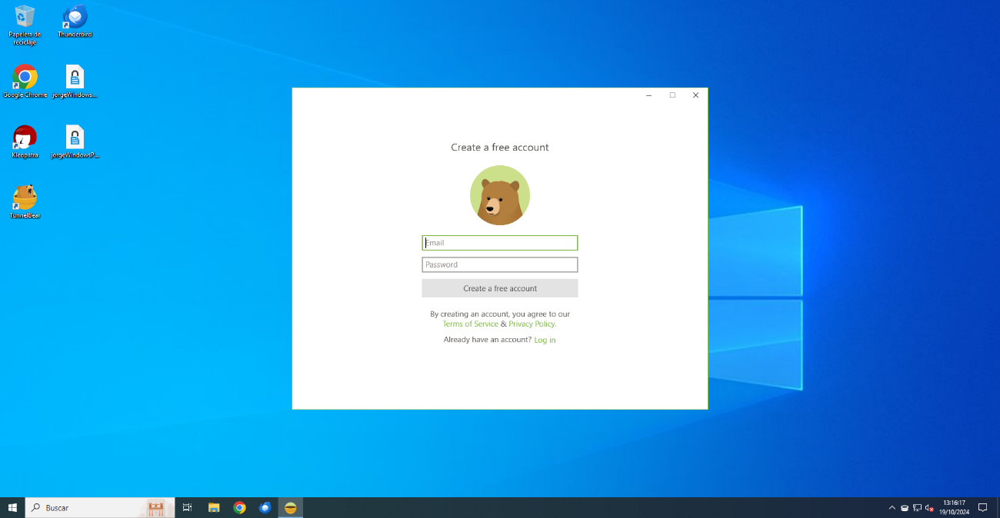 Papelera de
reciclaje
Thunderbird
Google Chrome
jorgeWindows...
Kleopatra
jorgeWindowsP...
TunnelBear
Create a free account
Email
Password
Create a free account
By creating an account, you agree to our
Terms of Service & Privacy Policy.
Already have an account? Log in
Buscar
13:16:17
19/10/2024